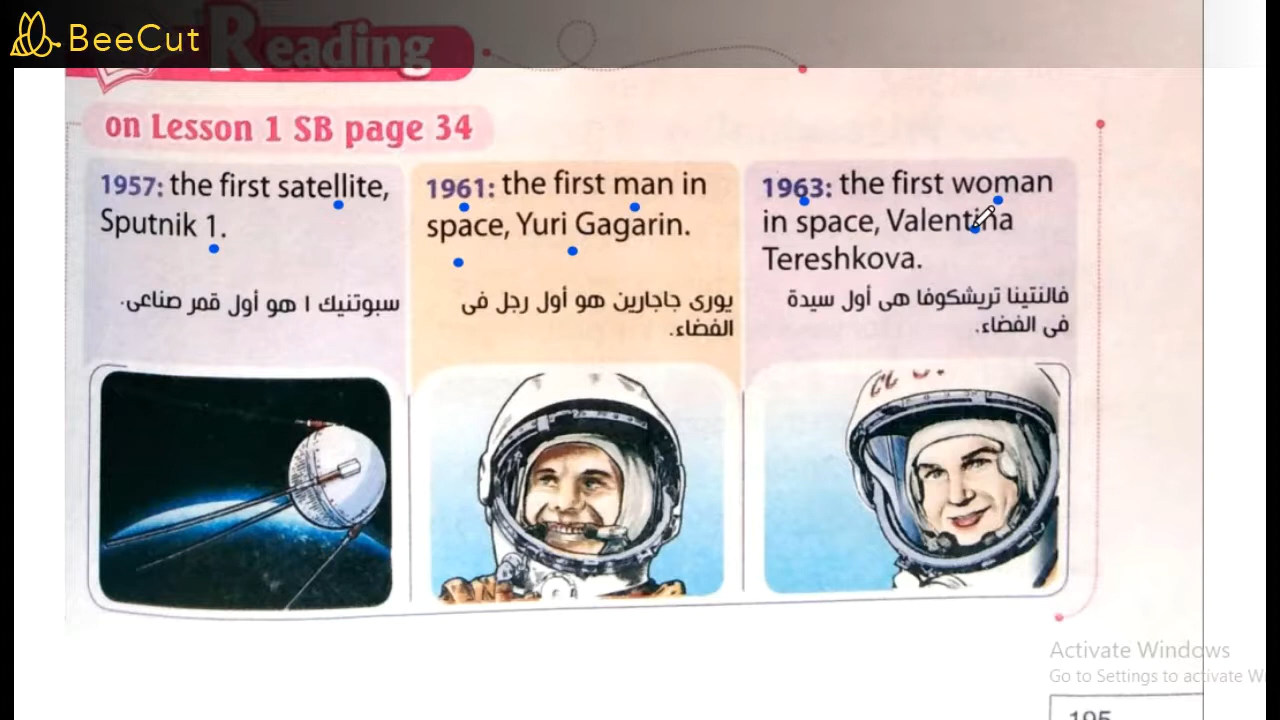 BeeCut
Reading
on Lesson 1 SB page 34
1957: the first satellite,
Sputnik 1.
سبوتنيك ١ هو أول قمر صناعى.
1961: the first man in
space, Yuri Gagarin.
يورى جاجارين هو أول رجل فى
الفضاء.
1963: the first woman
in space, Valentina
Tereshkova.
فالنتينا تريشكوفا هى أول سيدة
فى الفضاء.
Activate Windows
Go to Settings to activate W